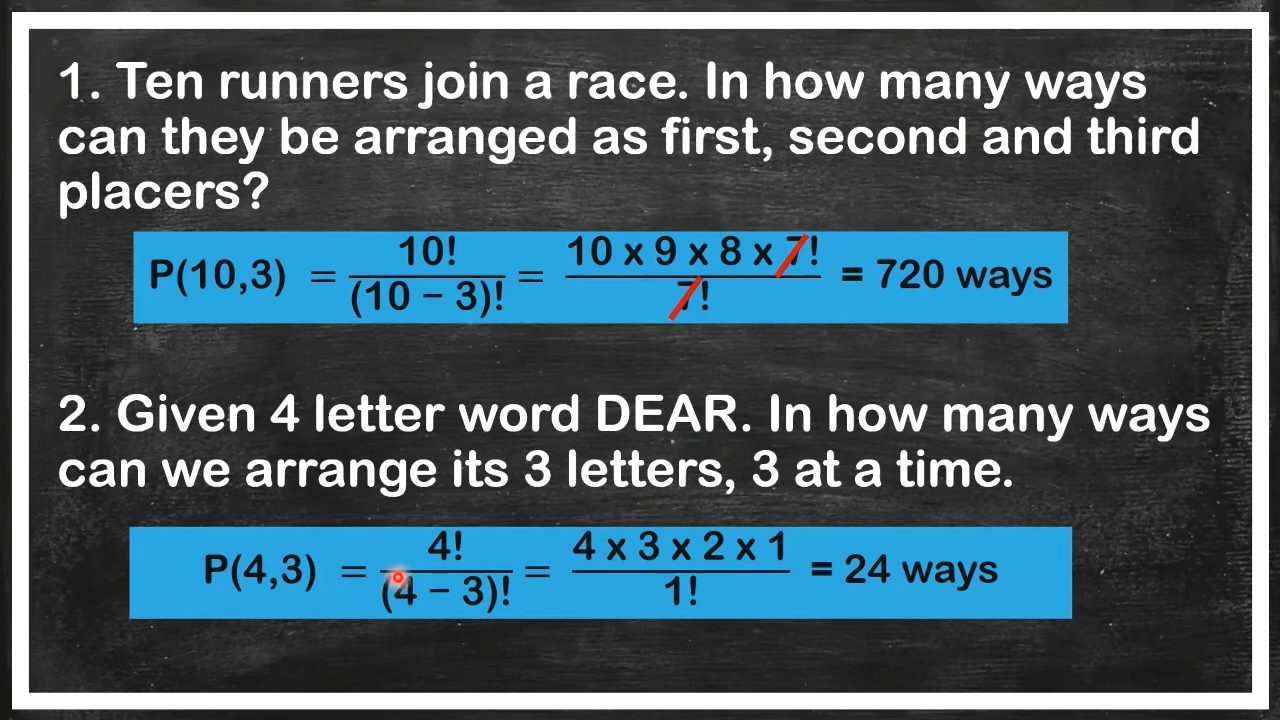 1. Ten runners join a race. In how many ways
can they be arranged as first, second and third
placers?
P(10,3) = 10! / (10 − 3)! = 10 x 9 x 8 x 7! / 7! = 720 ways
2. Given 4 letter word DEAR. In how many ways
can we arrange its 3 letters, 3 at a time.
P(4,3) = 4! / (4 − 3)! = 4 x 3 x 2 x 1 / 1! = 24 ways